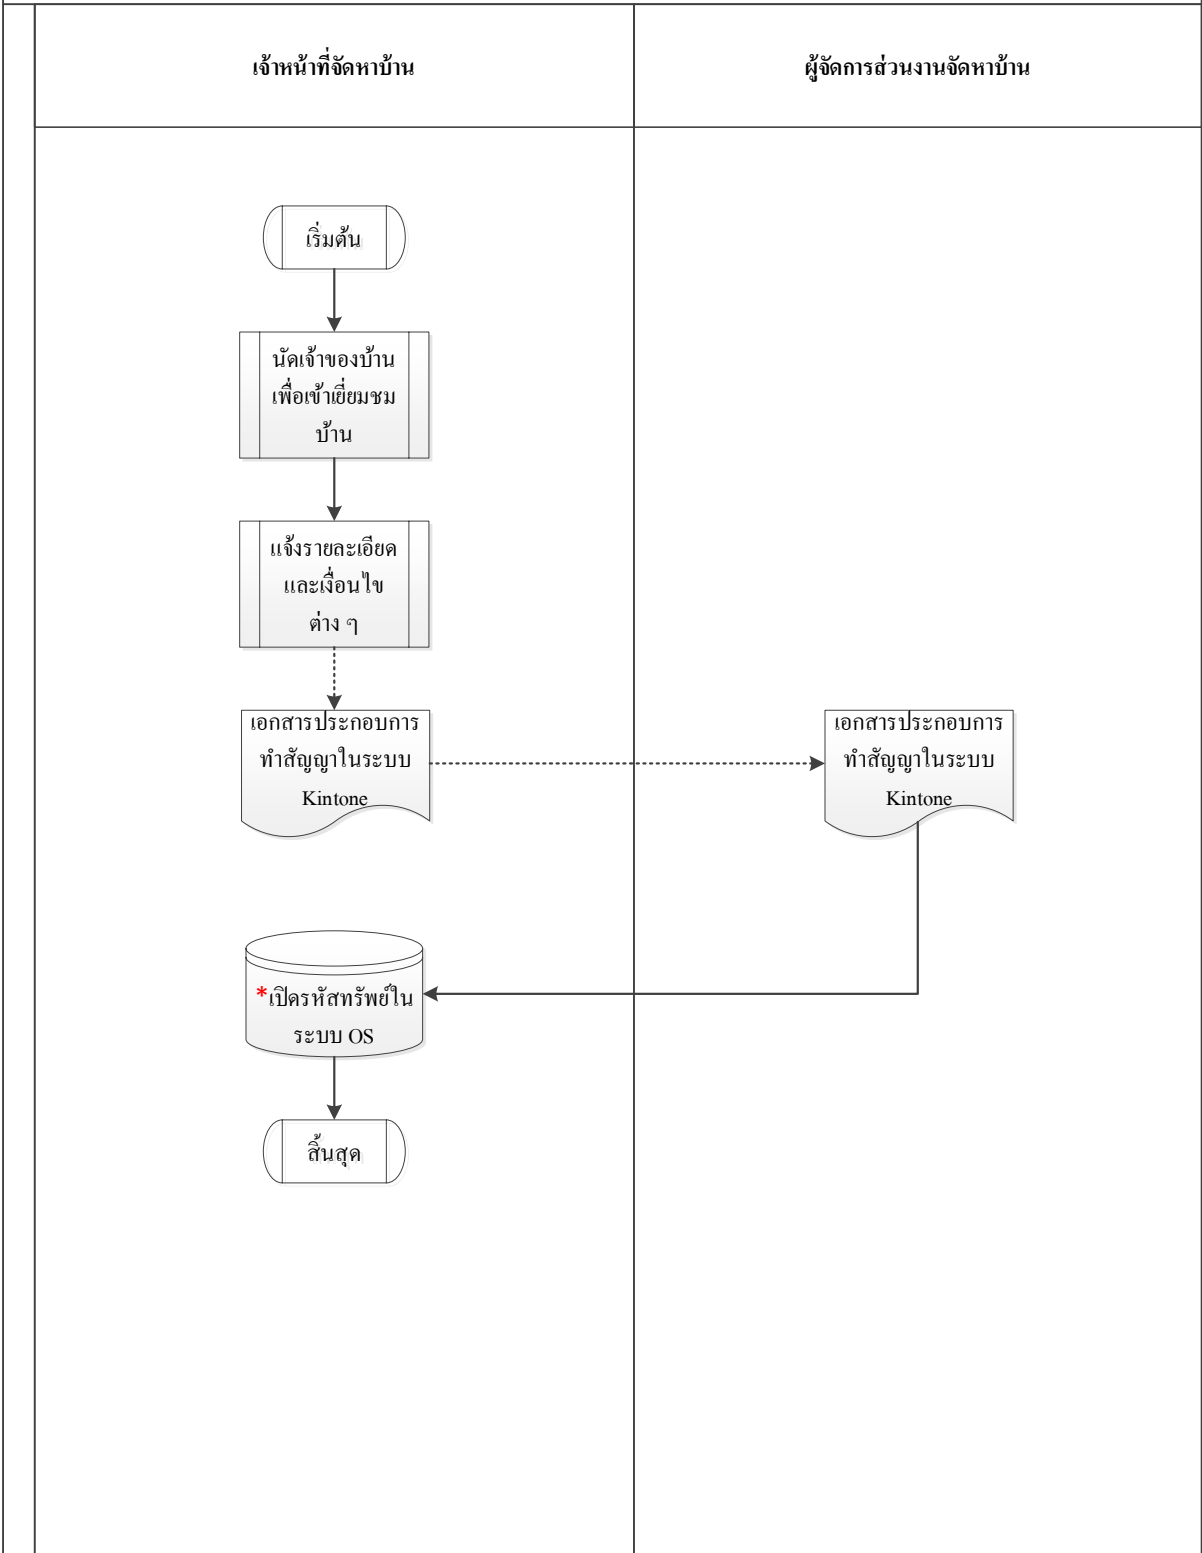 เจ้าหน้าที่จัดหาบ้าน
ผู้จัดการส่วนงานจัดหาบ้าน
เริ่มต้น
นัดเจ้าของบ้าน
เพื่อเข้าเยี่ยมชม
บ้าน
แจ้งรายละเอียด
และเงื่อนไข
ต่าง ๆ
เอกสารประกอบการ
ทำสัญญาในระบบ
Kintone
เอกสารประกอบการ
ทำสัญญาในระบบ
Kintone
*เปิดรหัสทรัพย์ใน
ระบบ OS
สิ้นสุด